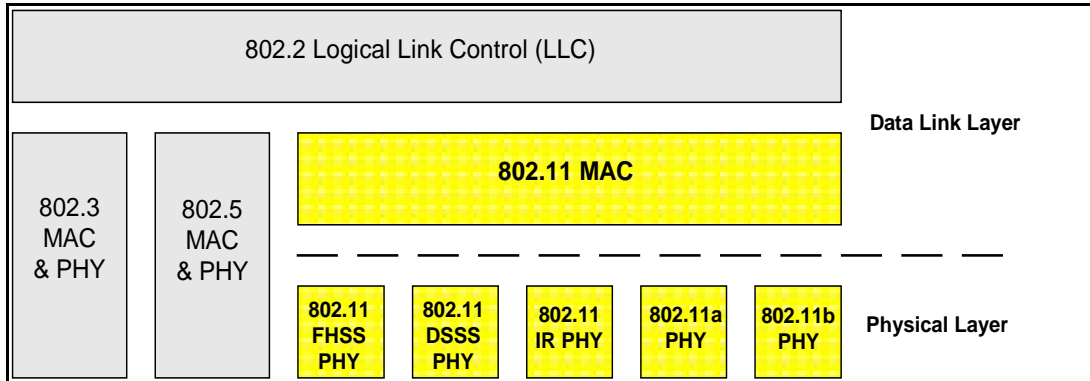 802.2 Logical Link Control (LLC)
Data Link Layer
802.11 MAC
802.3
MAC
& PHY
802.5
MAC
& PHY
802.11
FHSS
PHY
802.11
DSSS
PHY
802.11
IR PHY
802.11a
PHY
802.11b
PHY
Physical Layer